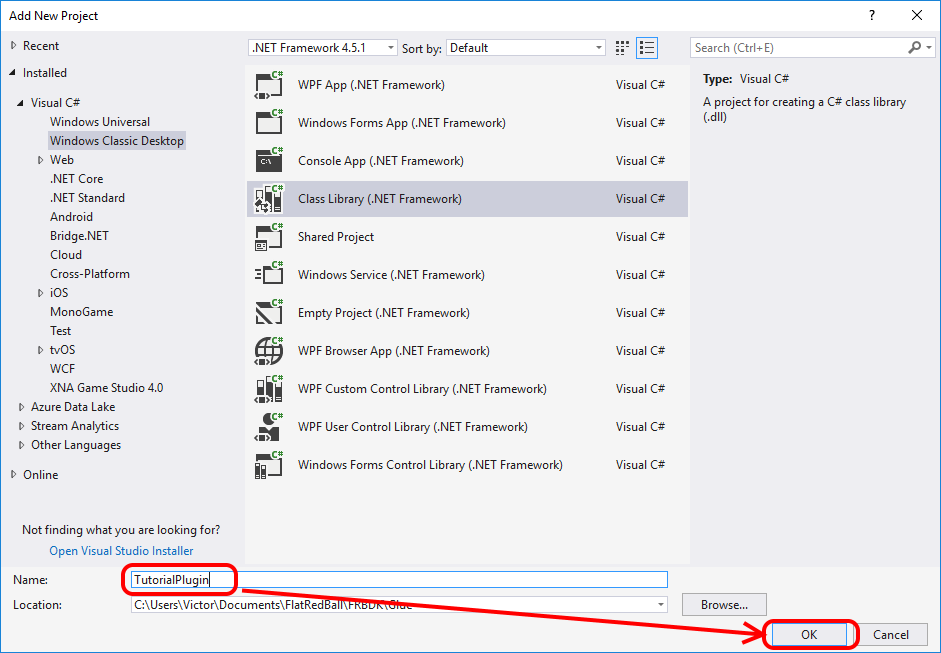 Add New Project
?
Recent
Installed
Visual C#
Windows Universal
Windows Classic Desktop
Web
.NET Core
.NET Standard
Android
Bridge.NET
Cloud
Cross-Platform
iOS
MonoGame
Test
tvOS
WCF
XNA Game Studio 4.0
Azure Data Lake
Stream Analytics
Other Languages
Online
Not finding what you are looking for?
Open Visual Studio Installer
.NET Framework 4.5.1 Sort by: Default
C# WPF App (.NET Framework) Visual C#
C# Windows Forms App (.NET Framework) Visual C#
C# C:\ Console App (.NET Framework) Visual C#
C# Class Library (.NET Framework) Visual C#
C# Shared Project Visual C#
C# Windows Service (.NET Framework) Visual C#
C# Empty Project (.NET Framework) Visual C#
C# WPF Browser App (.NET Framework) Visual C#
C# WPF Custom Control Library (.NET Framework) Visual C#
C# WPF User Control Library (.NET Framework) Visual C#
C# Windows Forms Control Library (.NET Framework) Visual C#
Search (Ctrl+E)
Type: Visual C#
A project for creating a C# class library
(.dll)
Name: TutorialPlugin
Location: C:\Users\Victor\Documents\FlatRedBall\FRBDK\Glue Browse...
OK Cancel